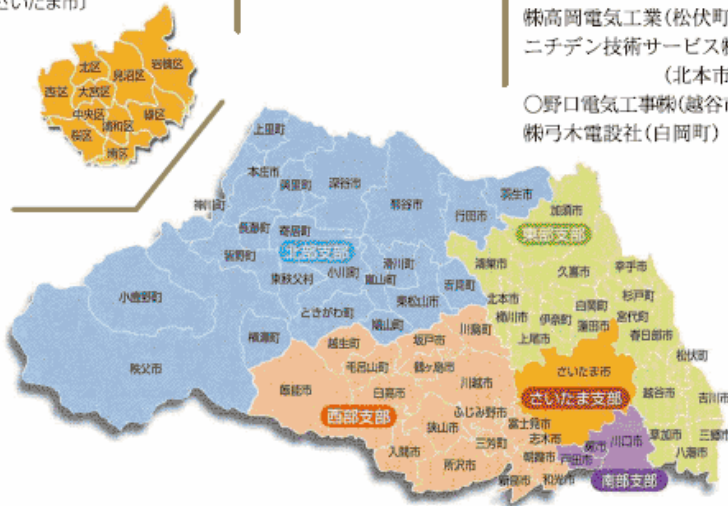 さいたま市〕
北区
岩槻区
見沼区
西区
大宮区
中央区
緑区
浦和区
桜区
南区
㈱高岡電気工業(松伏町
ニチデン技術サービス㈱
(北本市
○野口電気工事㈱(越谷市
㈱弓木電設社(白岡町)
上里町
本庄市
美里町
深谷市
神川町
熊谷市
羽生市
行田市
加須市
長瀞町
寄居町
北部支部
東部支部
皆野町
滑川町
鴻巣市
久喜市
幸手市
小川町
嵐山町
東秩父村
吉見町
小鹿野町
東松山市
北本市
杉戸町
白岡町
ときがわ町
桶川市
伊奈町
宮代町
蓮田市
鳩山町
川島町
春日部市
横瀬町
越生町
坂戸市
上尾市
松伏町
秩父市
毛呂山町
鶴ヶ島市
さいたま市
飯能市
日高市
川越市
さいたま支部
越谷市
吉川市
西部支部
ふじみ野市
富士見市
狭山市
志木市
川口市
草加市
三郷市
三芳町
蕨市
入間市
朝霞市
戸田市
八潮市
所沢市
新座市
和光市
南部支部